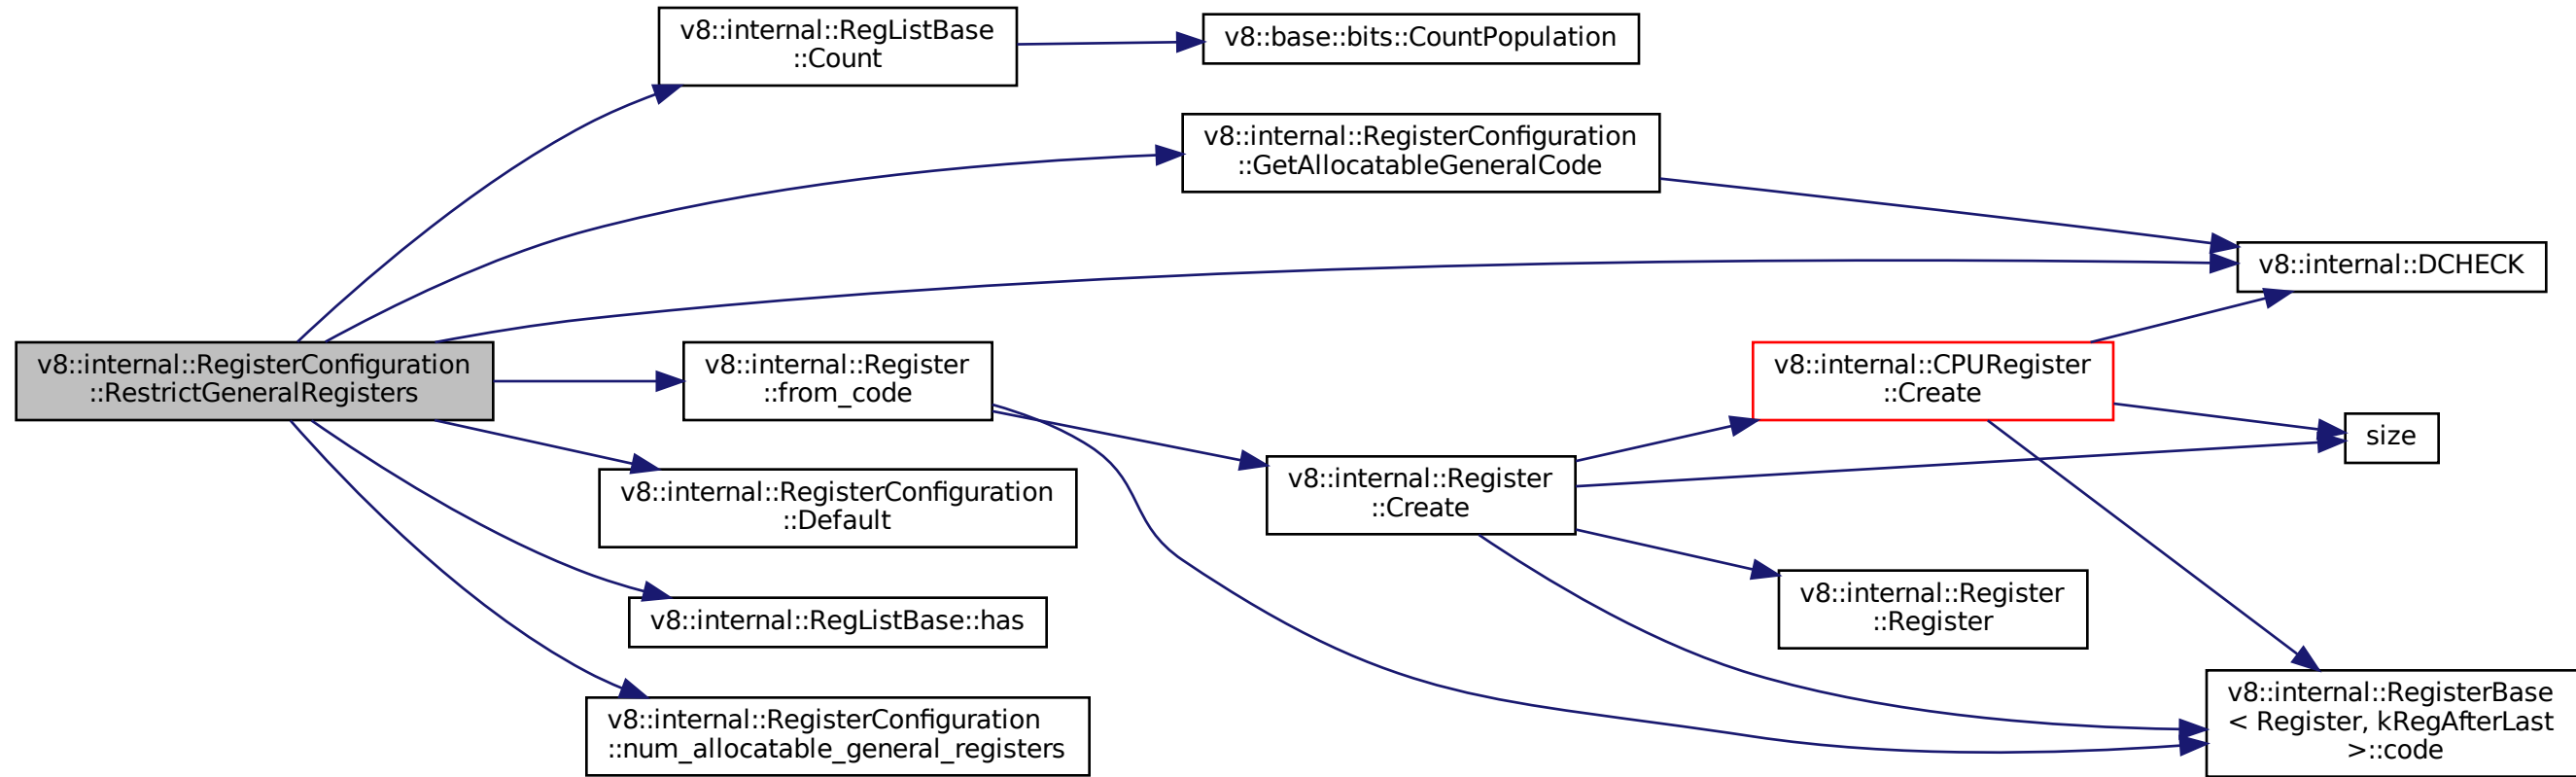 v8::internal::RegListBase
::Count
v8::base::bits::CountPopulation
v8::internal::RegisterConfiguration
::GetAllocatableGeneralCode
v8::internal::DCHECK
v8::internal::RegisterConfiguration
::RestrictGeneralRegisters
v8::internal::Register
::from_code
v8::internal::CPURegister
::Create
size
v8::internal::RegisterConfiguration
::Default
v8::internal::Register
::Create
v8::internal::Register
::Register
v8::internal::RegListBase::has
v8::internal::RegisterConfiguration
::num_allocatable_general_registers
v8::internal::RegisterBase
< Register, kRegAfterLast
>::code